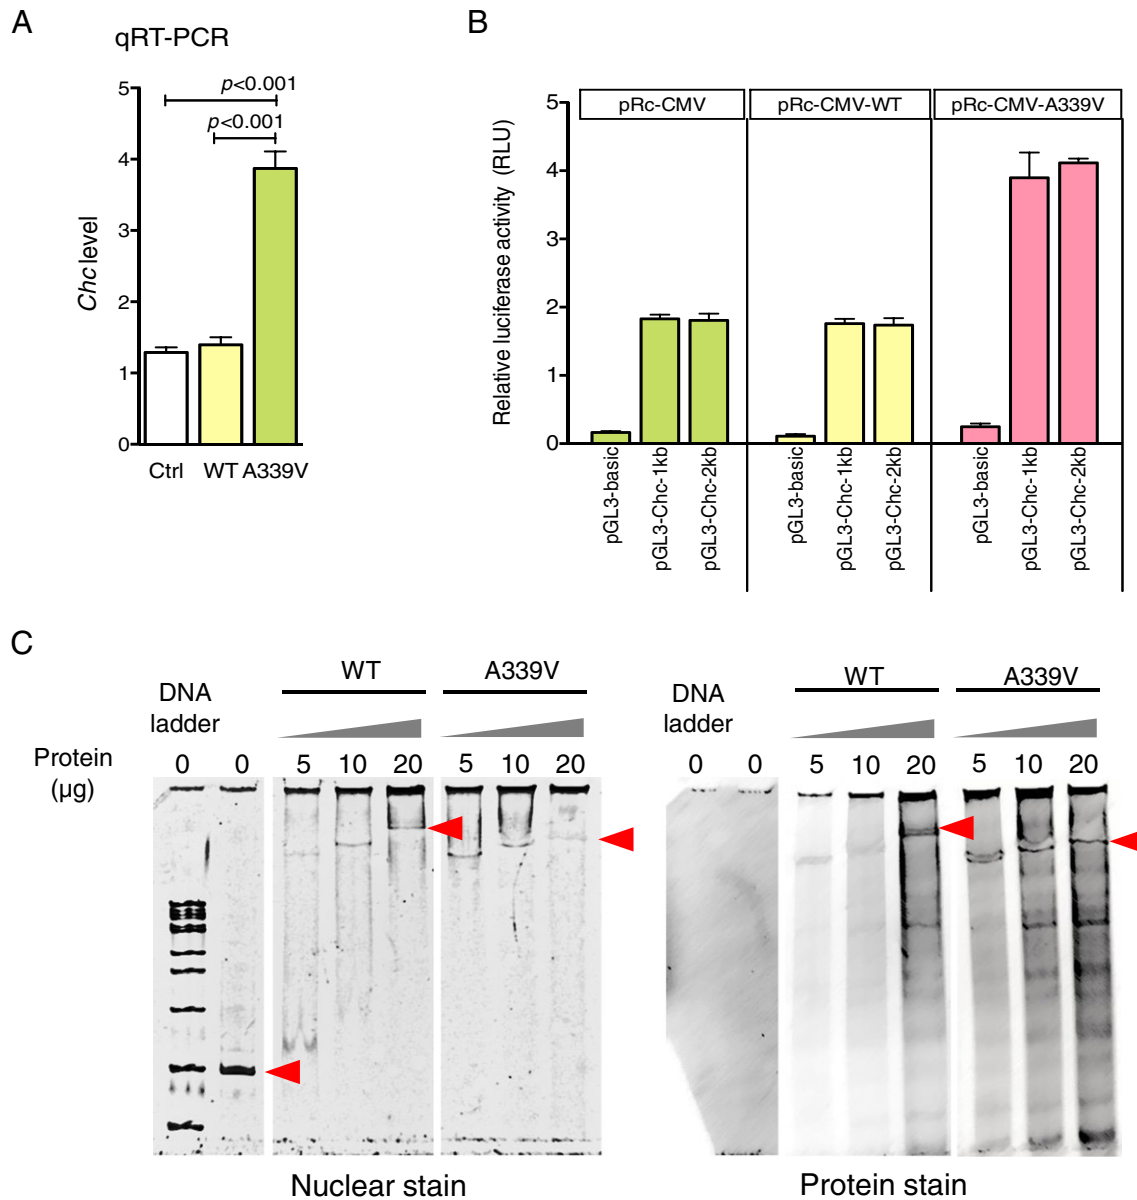 A
qRT-PCR
p<0.001
p<0.001
Chc level
5
4
3
2
1
0
Ctrl WT A339V
B
Relative luciferase activity (RLU)
5
4
3
2
1
0
pRc-CMV pRc-CMV-WT pRc-CMV-A339V
pGL3-basic
pGL3-Chc-1kb
pGL3-Chc-2kb
pGL3-basic
pGL3-Chc-1kb
pGL3-Chc-2kb
pGL3-basic
pGL3-Chc-1kb
pGL3-Chc-2kb
C
DNA
ladder
WT A339V
Protein
(µg)
0 0 5 10 20 5 10 20
Nuclear stain
DNA
ladder
WT A339V
0 0 5 10 20 5 10 20
Protein stain